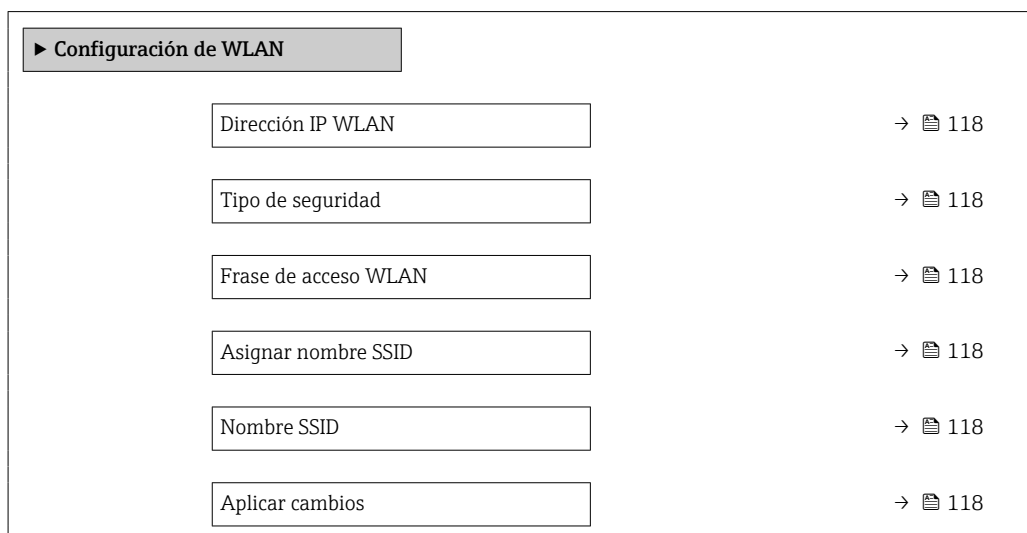 ▶ Configuración de WLAN
Dirección IP WLAN → 118
Tipo de seguridad → 118
Frase de acceso WLAN → 118
Asignar nombre SSID → 118
Nombre SSID → 118
Aplicar cambios → 118